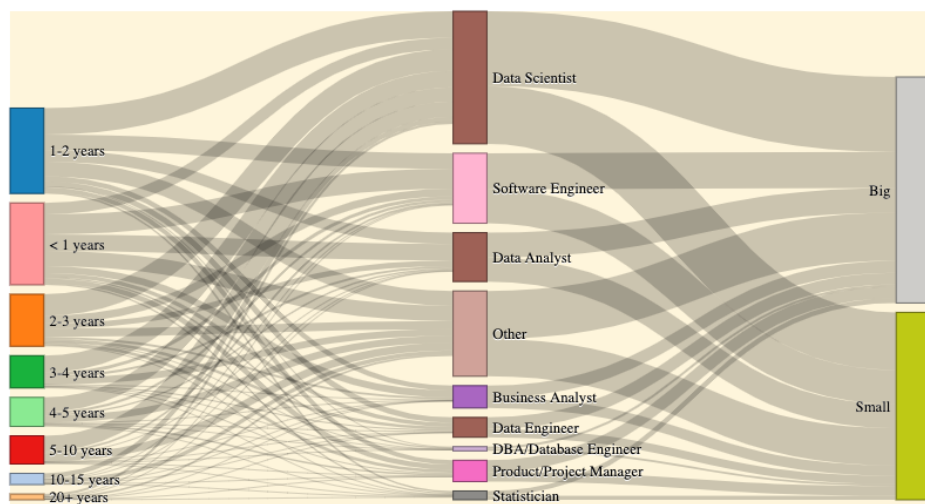 1-2 years
< 1 years
2-3 years
3-4 years
4-5 years
5-10 years
10-15 years
20+ years
Data Scientist
Software Engineer
Data Analyst
Other
Business Analyst
Data Engineer
DBA/Database Engineer
Product/Project Manager
Statistician
Big
Small